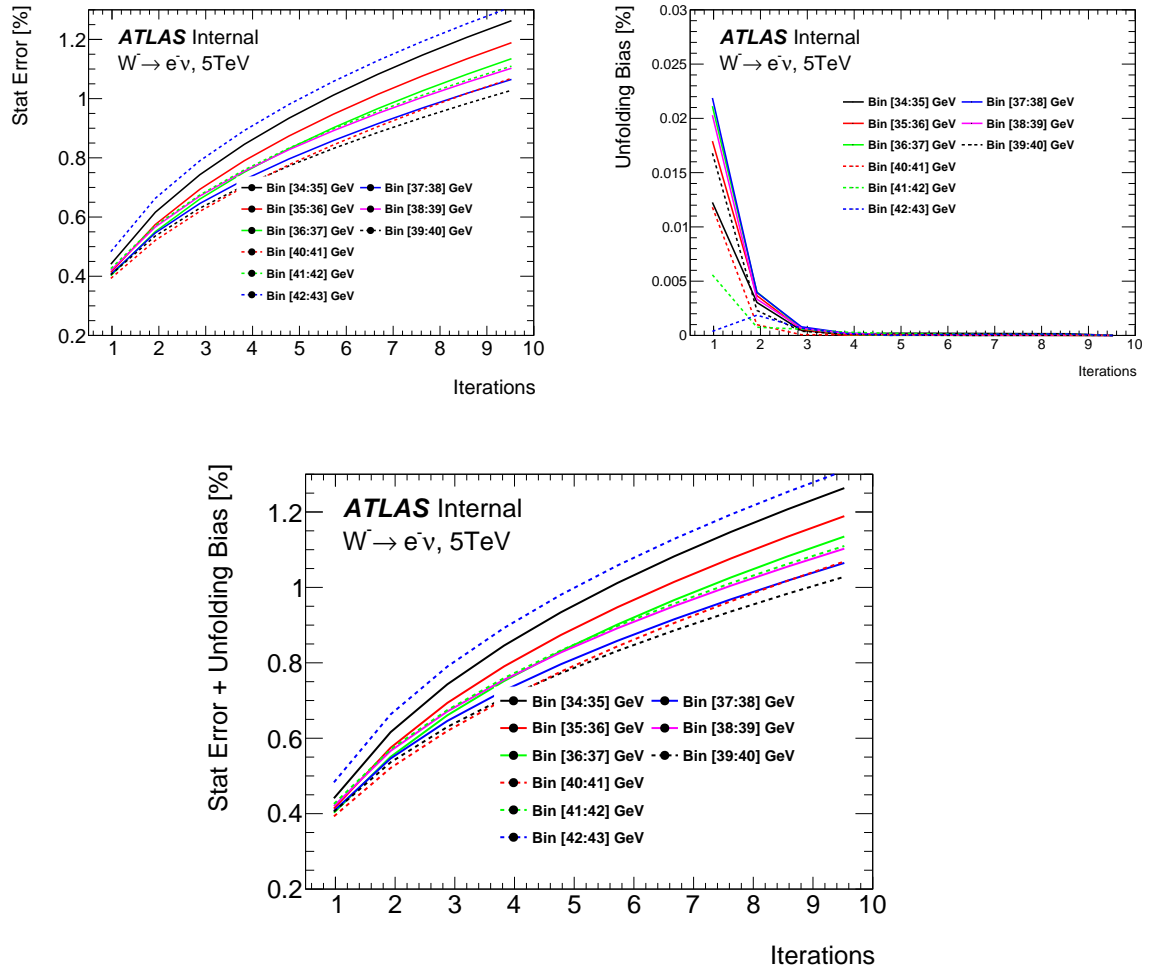 Stat Error [%]
ATLAS Internal
W⁻→ e⁻ν, 5TeV
1.2
1
0.8
0.6
0.4
0.2
Bin [34:35] GeV Bin [37:38] GeV
Bin [35:36] GeV Bin [38:39] GeV
Bin [36:37] GeV Bin [39:40] GeV
Bin [40:41] GeV
Bin [41:42] GeV
Bin [42:43] GeV
1 2 3 4 5 6 7 8 9 10
Iterations
Unfolding Bias [%]
ATLAS Internal
W⁻→ e⁻ν, 5TeV
0.03
0.025
0.02
0.015
0.01
0.005
0
Bin [34:35] GeV Bin [37:38] GeV
Bin [35:36] GeV Bin [38:39] GeV
Bin [36:37] GeV Bin [39:40] GeV
Bin [40:41] GeV
Bin [41:42] GeV
Bin [42:43] GeV
1 2 3 4 5 6 7 8 9 10
Iterations
Stat Error + Unfolding Bias [%]
ATLAS Internal
W⁻→ e⁻ν, 5TeV
1.2
1
0.8
0.6
0.4
0.2
Bin [34:35] GeV Bin [37:38] GeV
Bin [35:36] GeV Bin [38:39] GeV
Bin [36:37] GeV Bin [39:40] GeV
Bin [40:41] GeV
Bin [41:42] GeV
Bin [42:43] GeV
1 2 3 4 5 6 7 8 9 10
Iterations